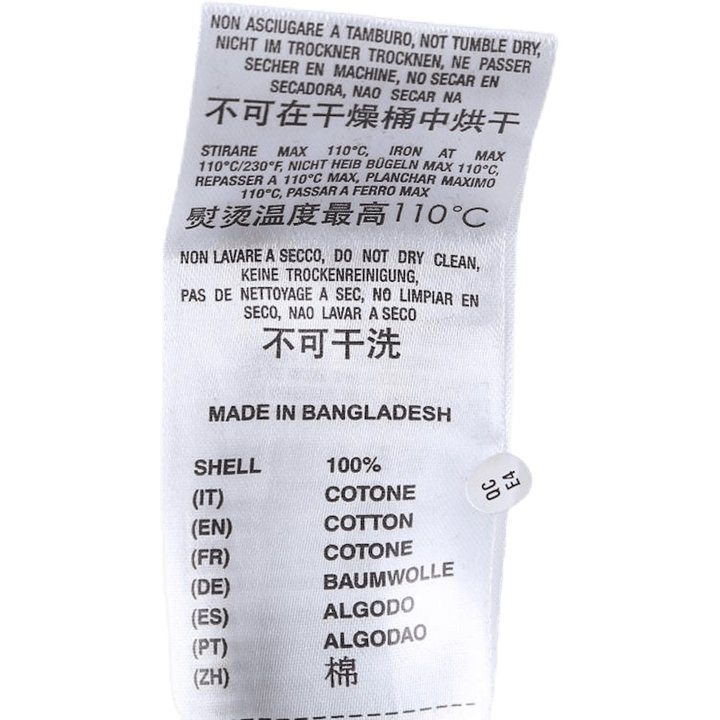 NON ASCIUGARE A TAMBURO, NOT TUMBLE DRY,
NICHT IM TROCKNER TROCKNEN, NE PASSER
SECHER EN MACHINE, NO SECAR EN
SECADORA, NAO SECAR NA
不可在干燥桶中烘干
STIRARE MAX 110°C, IRON AT MAX
110°C/230°F, NICHT HEIB BÜGELN MAX 110°C,
REPASSER A 110°C MAX, PLANCHAR MAXIMO
110°C, PASSAR A FERRO MAX
熨烫温度最高110°C
NON LAVARE A SECCO, DO NOT DRY CLEAN,
KEINE TROCKENREINIGUNG,
PAS DE NETTOYAGE A SEC, NO LIMPIAR EN
SECO, NAO LAVAR A SECO
不可干洗
MADE IN BANGLADESH
SHELL 100%
(IT) COTONE
(EN) COTTON
(FR) COTONE
(DE) BAUMWOLLE
(ES) ALGODO
(PT) ALGODAO
(ZH) 棉
QC
E4